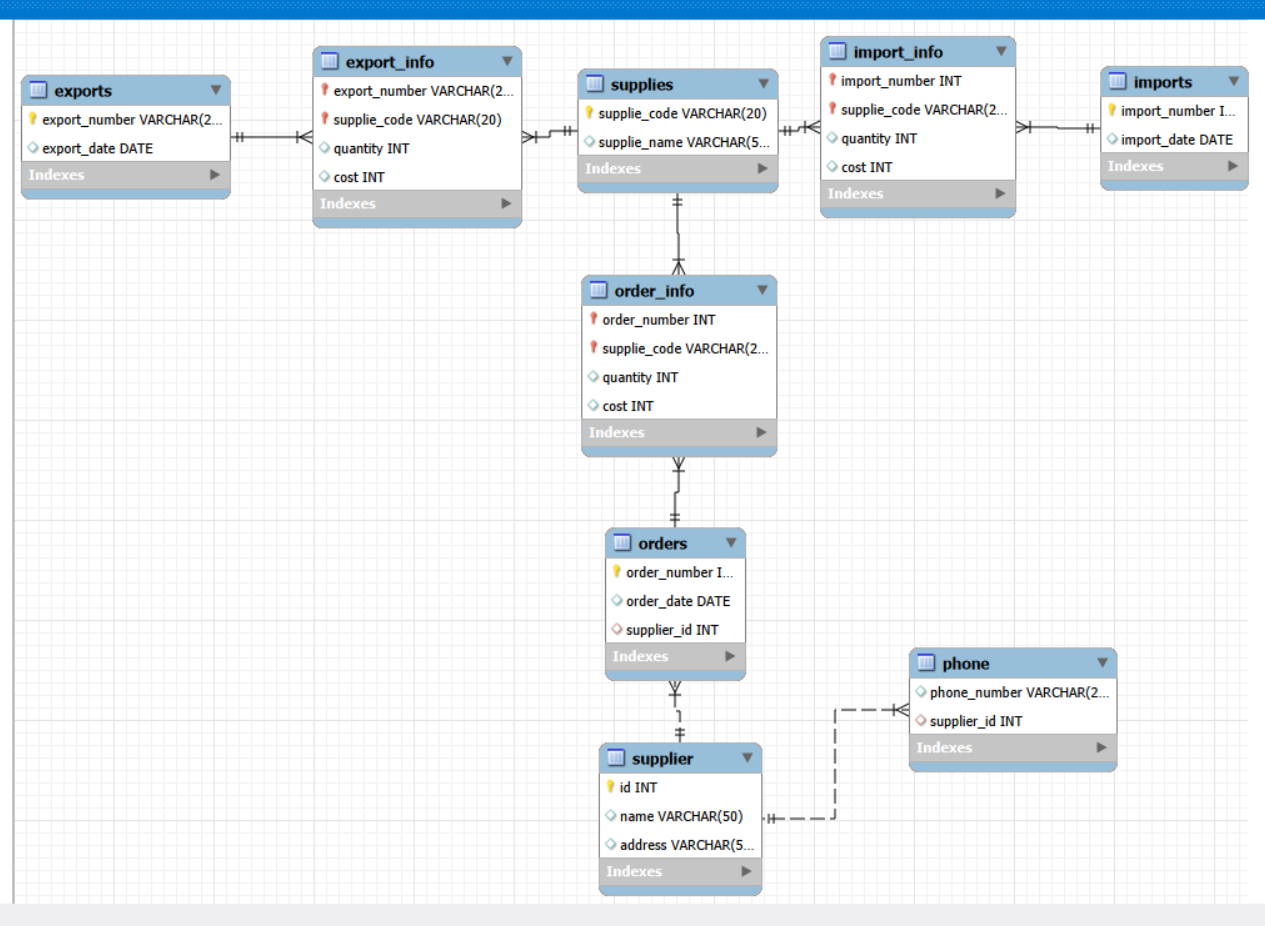 exports
export_number VARCHAR(2...
export_date DATE
Indexes
export_info
export_number VARCHAR(2...
supplie_code VARCHAR(20)
quantity INT
cost INT
Indexes
supplies
supplie_code VARCHAR(20)
supplie_name VARCHAR(5...
Indexes
import_info
import_number INT
supplie_code VARCHAR(2...
quantity INT
cost INT
Indexes
imports
import_number I...
import_date DATE
Indexes
order_info
order_number INT
supplie_code VARCHAR(2...
quantity INT
cost INT
Indexes
orders
order_number I...
order_date DATE
supplier_id INT
Indexes
phone
phone_number VARCHAR(2...
supplier_id INT
Indexes
supplier
id INT
name VARCHAR(50)
address VARCHAR(5...
Indexes